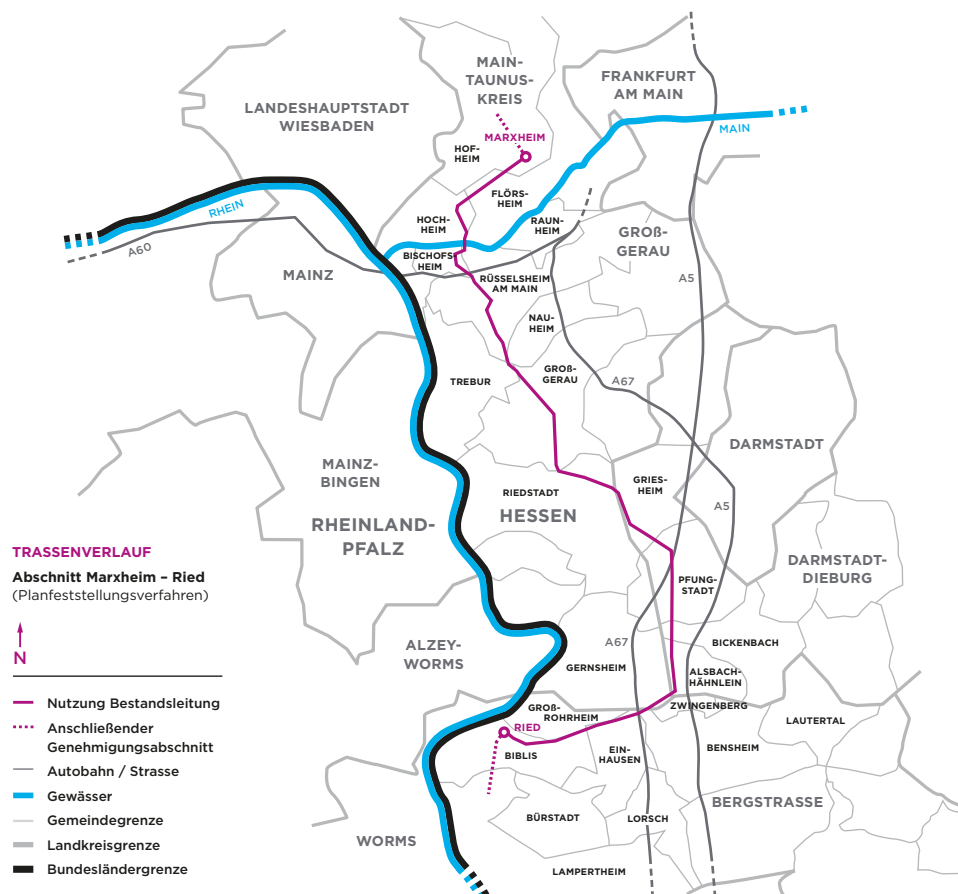 MAIN-
TAUNUS-
KREIS
FRANKFURT
AM MAIN
LANDESHAUPTSTADT
WIESBADEN
MAIN
MARXHEIM
HOF-
HEIM
FLÖRS-
HEIM
RHEIN
HOCH-
HEIM
RAUN-
HEIM
GROß-
GERAU
A60
BISCHOFS
HEIM
MAINZ
RÜSSELSHEIM
AM MAIN
A5
NAU-
HEIM
TREBUR
GROß-
GERAU
A67
DARMSTADT
MAINZ-
BINGEN
GRIES-
HEIM
RIEDSTADT
HESSEN
A5
RHEINLAND-
PFALZ
DARMSTADT-
DIEBURG
PFUNG-
STADT
ALZEY-
WORMS
A67
BICKENBACH
GERNSHEIM
ALSBACH-
HÄHNLEIN
ZWINGENBERG
GROß-
ROHRHEIM
LAUTERTAL
RIED
BIBLIS
EIN-
HAUSEN
BENSHEIM
BERGSTRASSE
BÜRSTADT
LORSCH
WORMS
LAMPERTHEIM
TRASSENVERLAUF
Abschnitt Marxheim – Ried
(Planfeststellungsverfahren)
N
Nutzung Bestandsleitung
Anschließender
Genehmigungsabschnitt
Autobahn / Strasse
Gewässer
Gemeindegrenze
Landkreisgrenze
Bundesländergrenze